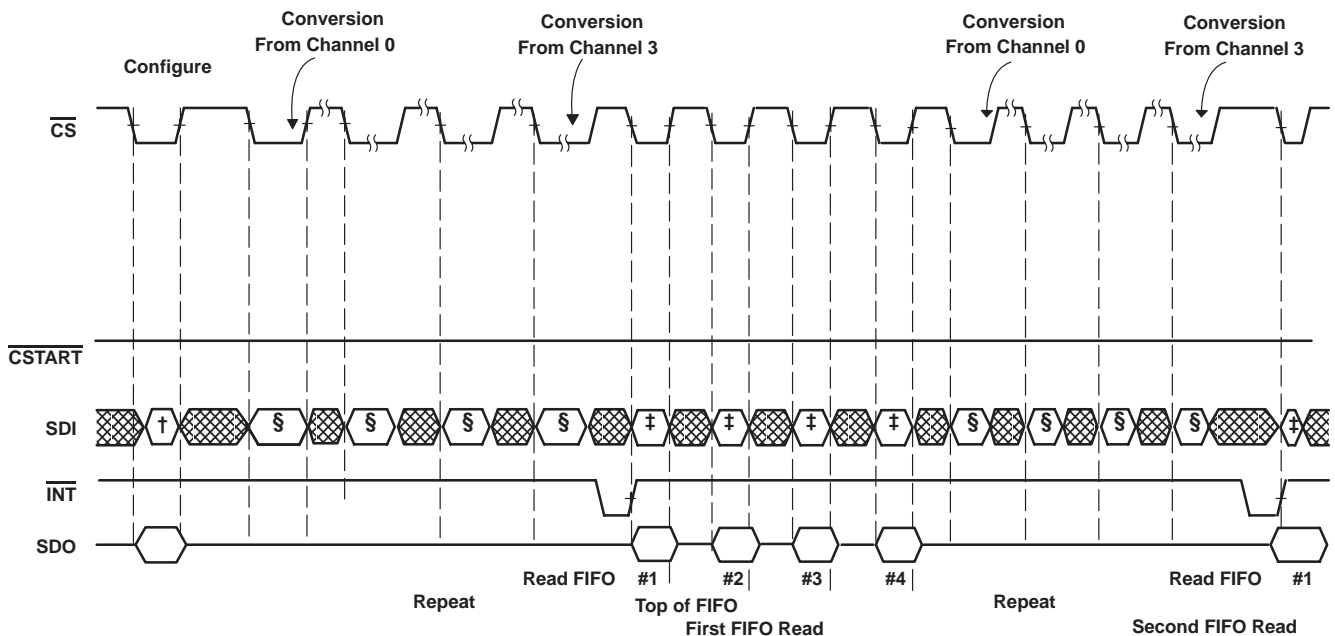 Conversion
From Channel 0
Conversion
From Channel 3
Conversion
From Channel 0
Conversion
From Channel 3
Configure
CS
CSTART
SDI † § § § § ‡ ‡ ‡ ‡ § § § § ‡
INT
SDO
Read FIFO #1 #2 #3 #4 Read FIFO #1
Repeat Top of FIFO Repeat
First FIFO Read Second FIFO Read